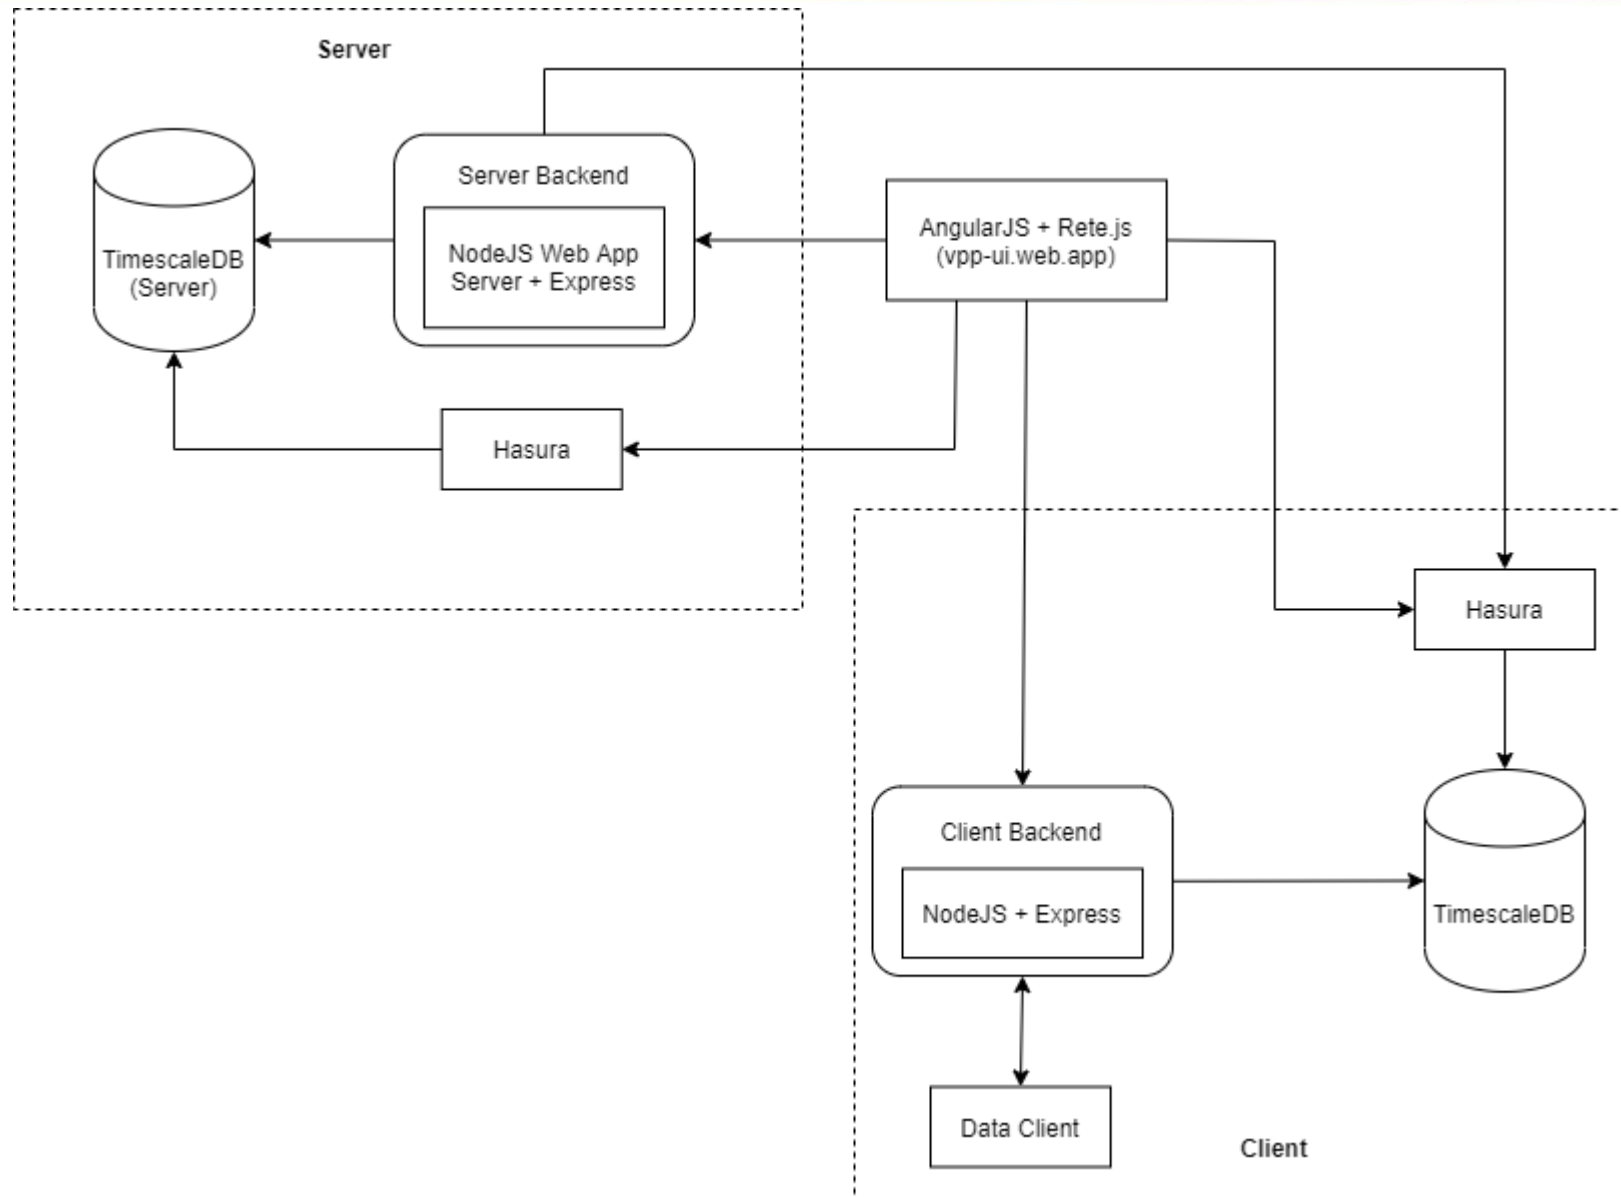 Server
Server Backend
NodeJS Web App
Server + Express
TimescaleDB
(Server)
AngularJS + Rete.js
(vpp-ui.web.app)
Hasura
Hasura
Client Backend
NodeJS + Express
TimescaleDB
Data Client
Client